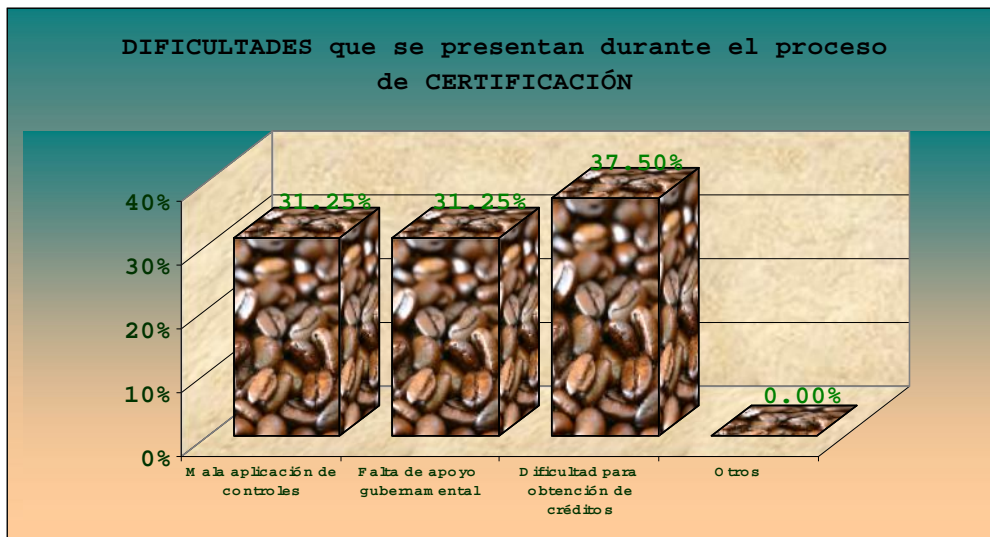 DIFICULTADES que se presentan durante el proceso
de CERTIFICACIÓN
37.50%
31.25% 31.25%
40%
30%
20%
10%
0.00%
0%
Mala aplicación de controles
Falta de apoyo gubernamental
Dificultad para obtención de créditos
Otros